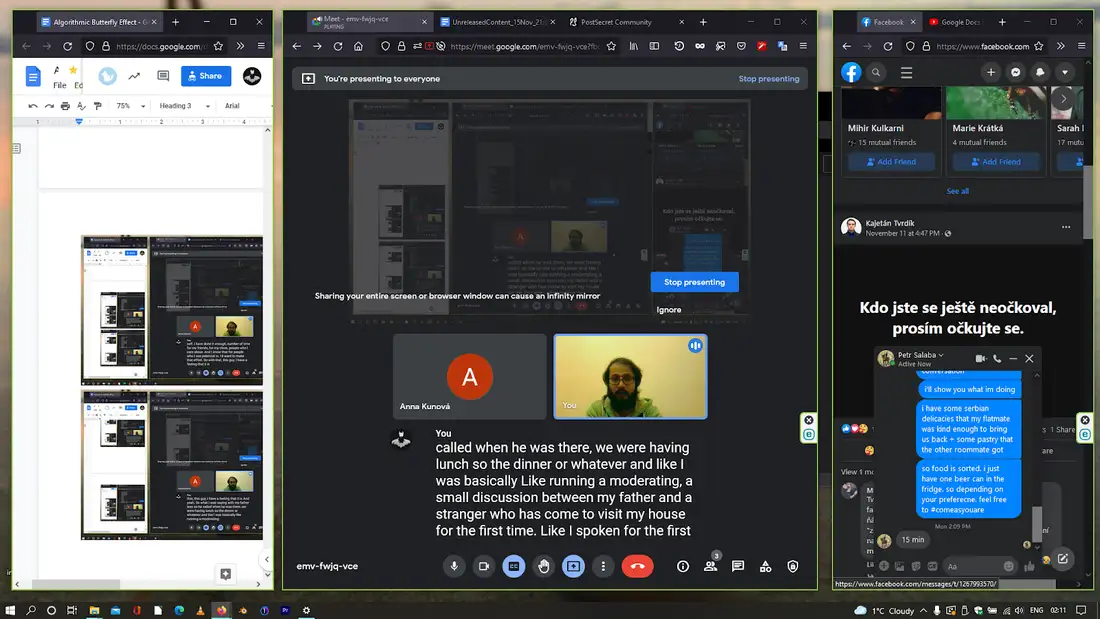 Algorithmic Butterfly Effect - G
https://docs.google.com/d
File
Ed
Share
75%
Heading 3
Arial
Meet - emv-fwjq-vce
PLAYING
UnreleasedContent_15Nov_21:
PostSecret Community
https://meet.google.com/emv-fwjq-vce?
You're presenting to everyone
Stop presenting
Sharing your entire screen or browser window can cause an infinity mirror
Stop presenting
Ignore
A
Anna Kunová
You
You
called when he was there, we were having
lunch so the dinner or whatever and like I
was basically Like running a moderating, a
small discussion between my father and a
stranger who has come to visit my house
for the first time. Like I spoken for the first
emv-fwjq-vce
3
Facebook
Google Docs
https://www.facebook.com
Mihir Kulkarni
15 mutual friends
Add Friend
Marie Krátká
4 mutual friends
Add Friend
Sarah
17 mutu
See all
Kajetán Tvrdík
November 11 at 4:47 PM
Kdo jste se ještě neočkoval,
prosím očkujte se.
Petr Salaba
Active Now
conversation
i'll show you what im doing
i have some serbian
delicacies that my flatmate
was kind enough to bring
us back + some pastry that
the other roommate got
so food is sorted. i just
have one beer can in the
fridge. so depending on
your preferecne. feel free
to #comeasyouare
Mon 2:09 PM
15 min
Aa
1 Share
View 1 m
https://www.facebook.com/messages/t/1267993570/
1°C Cloudy
ENG
02:11